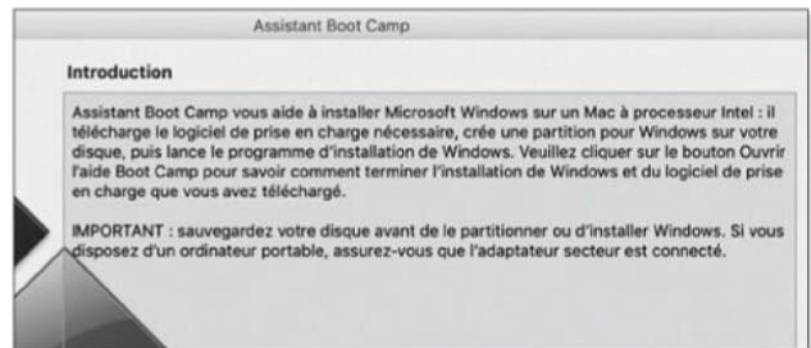 Assistant Boot Camp
Introduction
Assistant Boot Camp vous aide à installer Microsoft Windows sur un Mac à processeur Intel : il
télécharge le logiciel de prise en charge nécessaire, crée une partition pour Windows sur votre
disque, puis lance le programme d'installation de Windows. Veuillez cliquer sur le bouton Ouvrir
l'aide Boot Camp pour savoir comment terminer l'installation de Windows et du logiciel de prise
en charge que vous avez téléchargé.
IMPORTANT : sauvegardez votre disque avant de le partitionner ou d'installer Windows. Si vous
disposez d'un ordinateur portable, assurez-vous que l'adaptateur secteur est connecté.